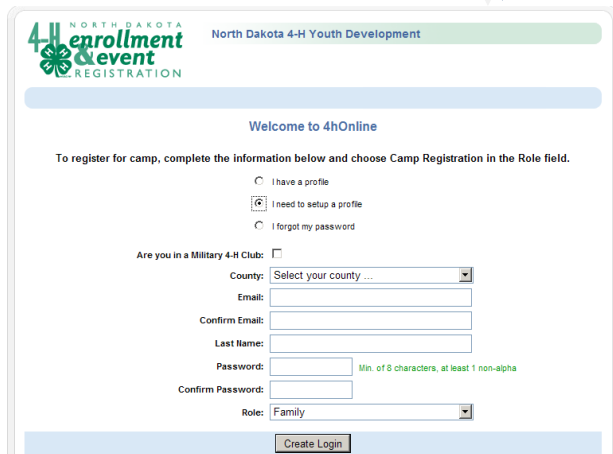 NORTH DAKOTA
4-H enrollment
& event
REGISTRATION
North Dakota 4-H Youth Development
Welcome to 4hOnline
To register for camp, complete the information below and choose Camp Registration in the Role field.
I have a profile
I need to setup a profile
I forgot my password
Are you in a Military 4-H Club:
County: Select your county ...
Email:
Confirm Email:
Last Name:
Password: Min. of 8 characters, at least 1 non-alpha
Confirm Password:
Role: Family
Create Login